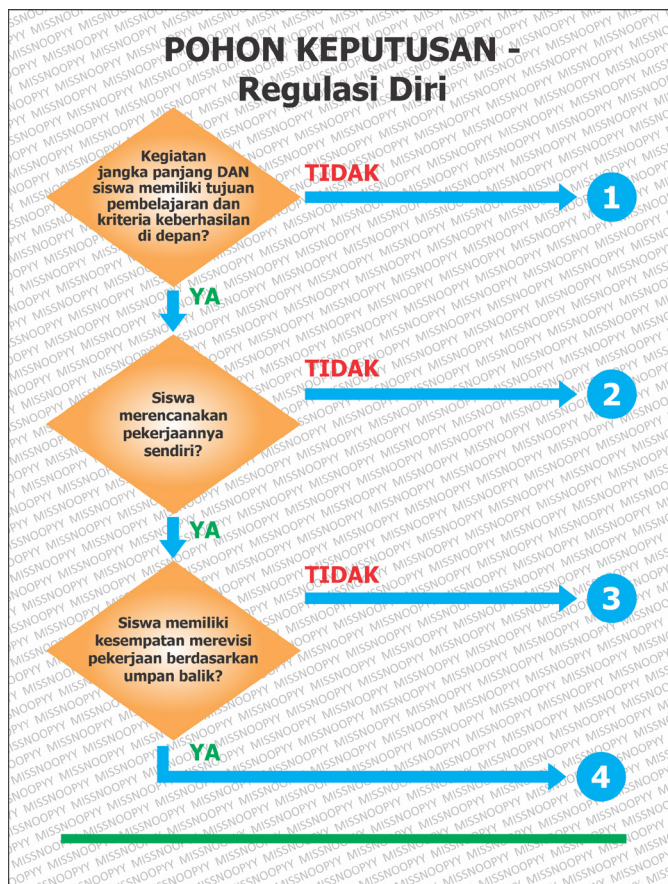 POHON KEPUTUSAN -
Regulasi Diri
Kegiatan
jangka panjang DAN
siswa memiliki tujuan
pembelajaran dan
kriteria keberhasilan
di depan?
TIDAK
1
YA
Siswa
merencanakan
pekerjaannya
sendiri?
TIDAK
2
YA
Siswa memiliki
kesempatan merevisi
pekerjaan berdasarkan
umpan balik?
TIDAK
3
YA
4
MISSNOOPYY